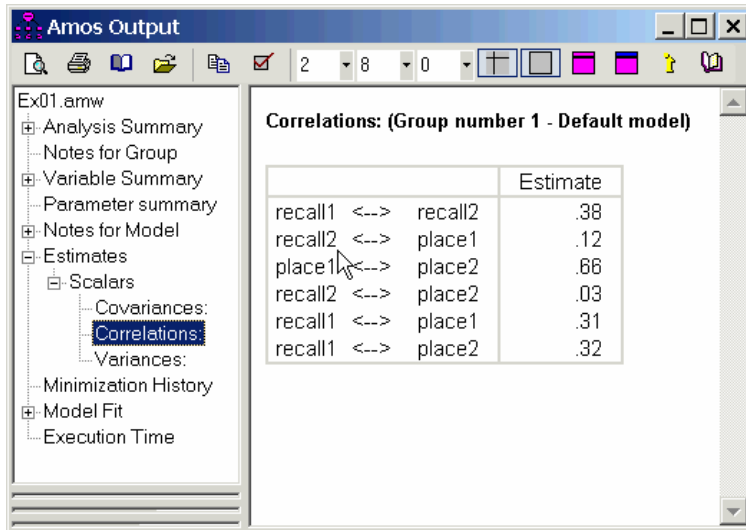 Amos Output
2 8 0
Ex01.amw
Analysis Summary
Notes for Group
Variable Summary
Parameter summary
Notes for Model
Estimates
Scalars
Covariances:
Correlations:
Variances:
Minimization History
Model Fit
Execution Time
Correlations: (Group number 1 - Default model)
Estimate
recall1 <--> recall2 .38
recall2 <--> place1 .12
place1 <--> place2 .66
recall2 <--> place2 .03
recall1 <--> place1 .31
recall1 <--> place2 .32